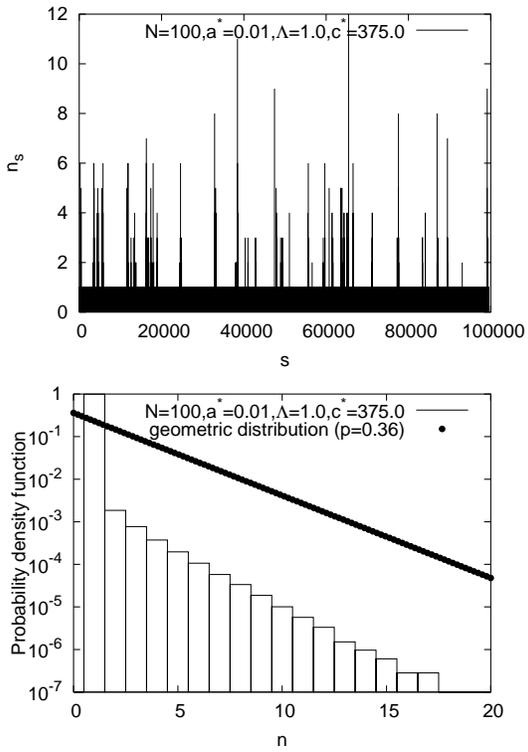 12
10
8
6
4
2
0
n_s
N=100,a^*=0.01,Λ=1.0,c^*=375.0
0 20000 40000 60000 80000 100000
s
1
10^-1
10^-2
10^-3
10^-4
10^-5
10^-6
10^-7
Probability density function
N=100,a^*=0.01,Λ=1.0,c^*=375.0
geometric distribution (p=0.36)
0 5 10 15 20
n